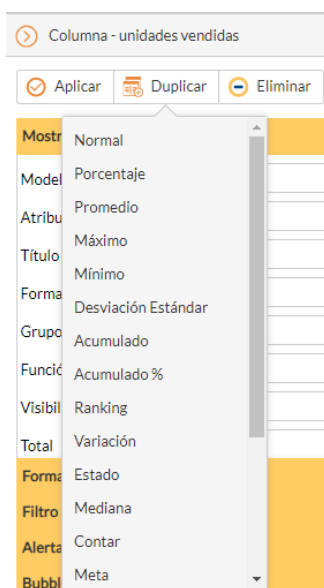 Columna - unidades vendidas
Aplicar Duplicar Eliminar
Normal
Porcentaje
Promedio
Máximo
Mínimo
Desviación Estándar
Acumulado
Acumulado %
Ranking
Variación
Total
Estado
Filtro
Mediana
Contar
Meta